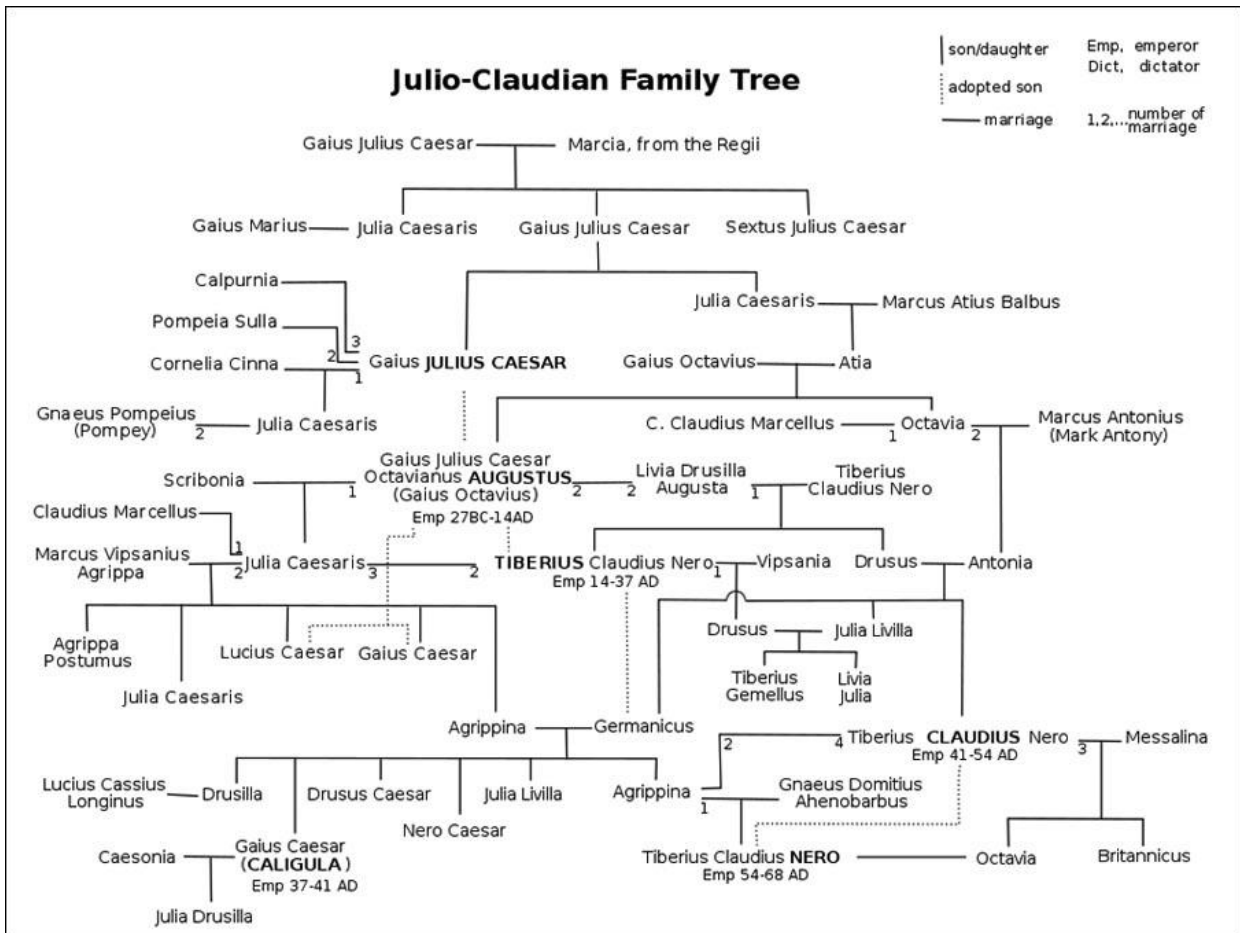 Julio-Claudian Family Tree
son/daughter
adopted son
marriage
Emp, emperor
Dict, dictator
1,2,...number of
marriage
Gaius Julius Caesar
Marcia, from the Regii
Gaius Marius
Julia Caesaris
Gaius Julius Caesar
Sextus Julius Caesar
Calpurnia
Julia Caesaris
Marcus Atius Balbus
Pompeia Sulla
3
2
Cornelia Cinna
1
Gaius JULIUS CAESAR
Gaius Octavius
Atia
Gnaeus Pompeius
(Pompey)
2
Julia Caesaris
C. Claudius Marcellus
1
Octavia
2
Marcus Antonius
(Mark Antony)
Scribonia
1
Gaius Julius Caesar
Octavianus AUGUSTUS
(Gaius Octavius)
Emp 27BC-14AD
2
2
Livia Drusilla
Augusta
1
Tiberius
Claudius Nero
Claudius Marcellus
1
Marcus Vipsanius
Agrippa
2
Julia Caesaris
3
2
TIBERIUS Claudius Nero
Emp 14-37 AD
1
Vipsania
Drusus
Antonia
Agrippa
Postumus
Julia Caesaris
Lucius Caesar
Gaius Caesar
Drusus
Julia Livilla
Tiberius
Gemellus
Livia
Julia
Agrippina
Germanicus
2
4
Tiberius CLAUDIUS Nero
Emp 41-54 AD
3
Messalina
Lucius Cassius
Longinus
Drusilla
Drusus Caesar
Nero Caesar
Julia Livilla
Agrippina
1
Gnaeus Domitius
Ahenobarbus
Caesonia
Gaius Caesar
(CALIGULA)
Emp 37-41 AD
Tiberius Claudius NERO
Emp 54-68 AD
Octavia
Britannicus
Julia Drusilla